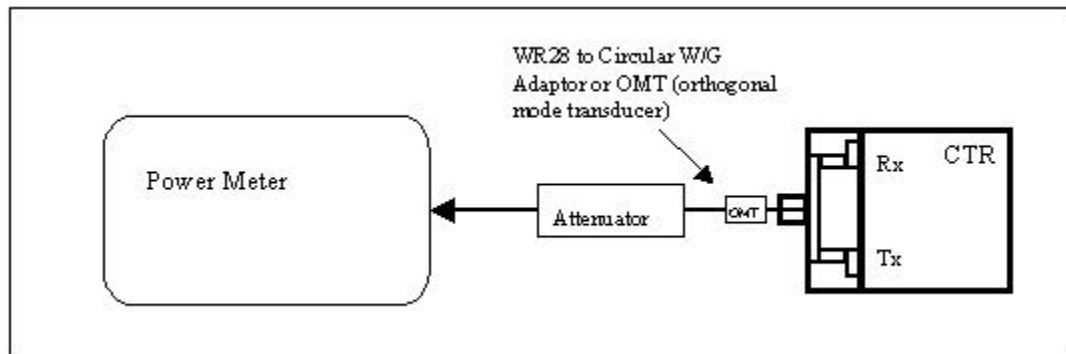 WR28 to Circular W/G
Adaptor or OMT (orthogonal
mode transducer)
Power Meter
Attenuator
OMT
Rx
CTR
Tx